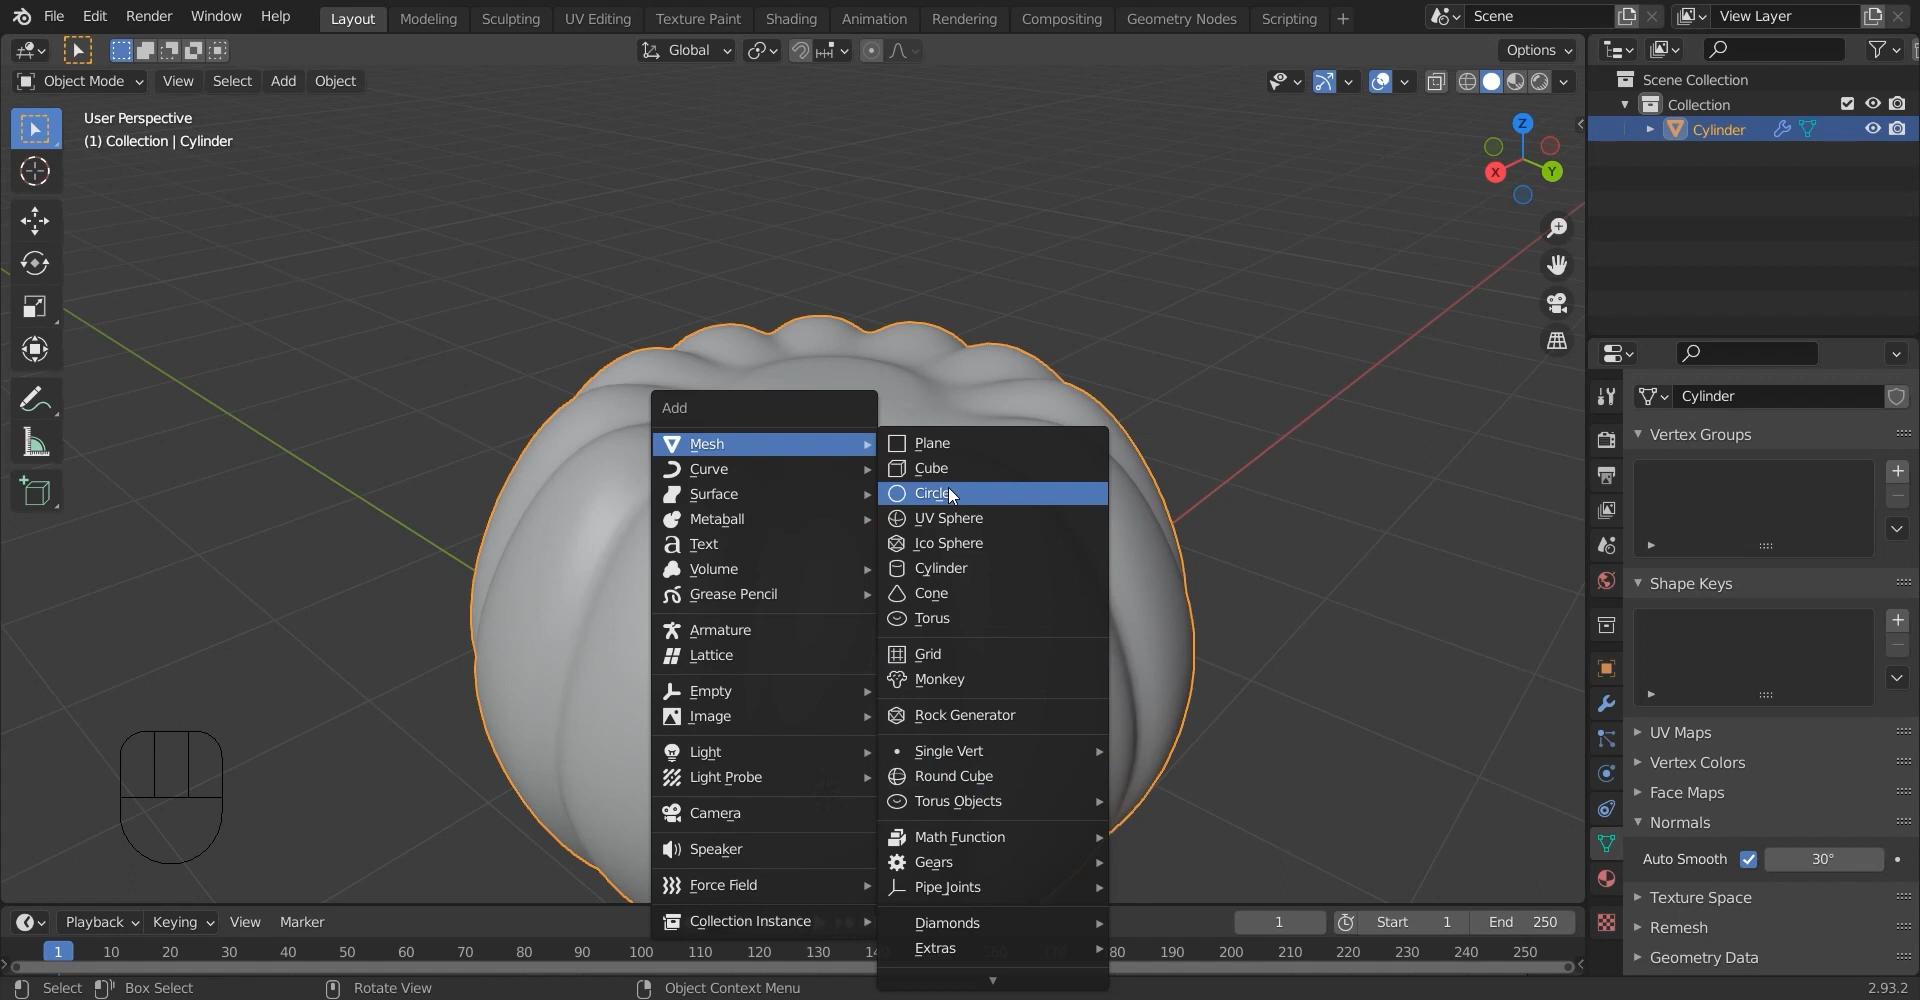 File Edit Render Window Help Layout Modeling Sculpting UV Editing Texture Paint Shading Animation Rendering Compositing Geometry Nodes Scripting + Scene View Layer
Global Options
Object Mode View Select Add Object
User Perspective
(1) Collection | Cylinder
Z
X
Y
Scene Collection
Collection
Cylinder
Cylinder
Vertex Groups
Shape Keys
UV Maps
Vertex Colors
Face Maps
Normals
Auto Smooth 30°
Texture Space
Remesh
Geometry Data
Add
Mesh
Curve
Surface
Metaball
Text
Volume
Grease Pencil
Armature
Lattice
Empty
Image
Light
Light Probe
Camera
Speaker
Force Field
Collection Instance
Plane
Cube
Circle
UV Sphere
Ico Sphere
Cylinder
Cone
Torus
Grid
Monkey
Rock Generator
Single Vert
Round Cube
Torus Objects
Math Function
Gears
Pipe Joints
Diamonds
Extras
Playback Keying View Marker 1 Start 1 End 250
1 10 20 30 40 50 60 70 80 90 100 110 120 130 190 200 210 220 230 240 250
Select Box Select Rotate View Object Context Menu 2.93.2